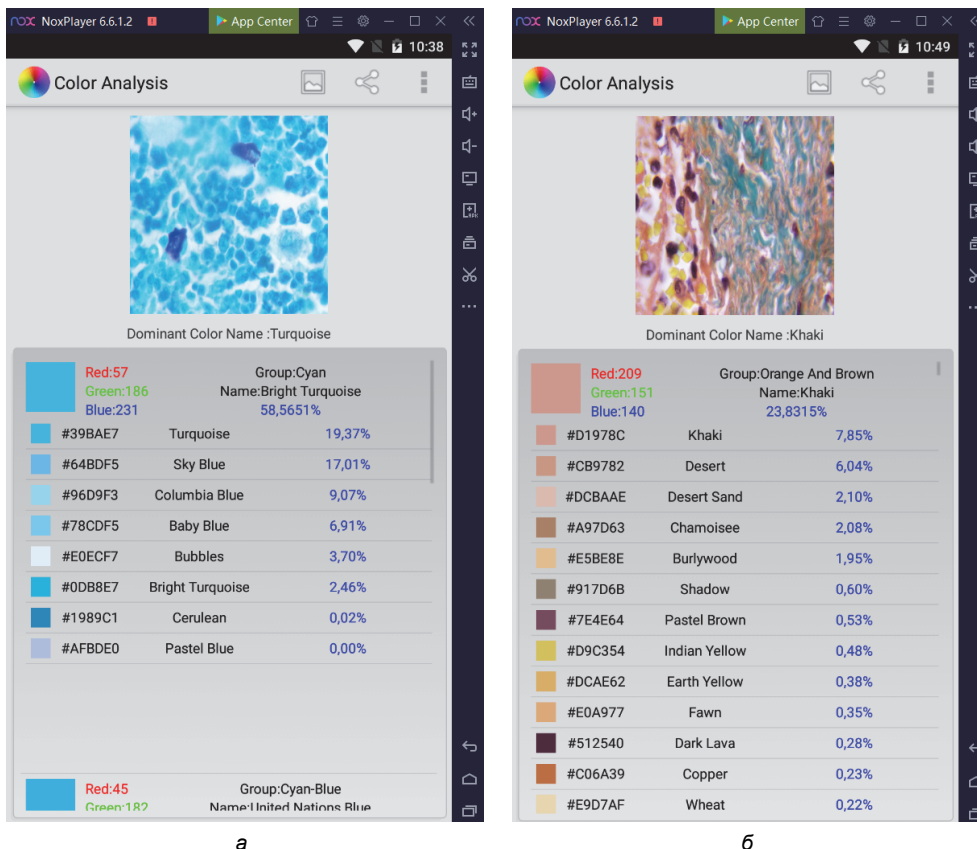 NOX NoxPlayer 6.6.1.2 App Center
10:38
Color Analysis
Dominant Color Name :Turquoise
Red:57 Group:Cyan
Green:186 Name:Bright Turquoise
Blue:231 58,5651%
#39BAE7 Turquoise 19,37%
#64BDF5 Sky Blue 17,01%
#96D9F3 Columbia Blue 9,07%
#78CDF5 Baby Blue 6,91%
#E0ECF7 Bubbles 3,70%
#0DB8E7 Bright Turquoise 2,46%
#1989C1 Cerulean 0,02%
#AFBDE0 Pastel Blue 0,00%
Red:45 Group:Cyan-Blue
Green:182 Name:United Nations Blue
а
NOX NoxPlayer 6.6.1.2 App Center
10:49
Color Analysis
Dominant Color Name :Khaki
Red:209 Group:Orange And Brown
Green:151 Name:Khaki
Blue:140 23,8315%
#D1978C Khaki 7,85%
#CB9782 Desert 6,04%
#DCBAAE Desert Sand 2,10%
#A97D63 Chamoisee 2,08%
#E5BE8E Burlywood 1,95%
#917D6B Shadow 0,60%
#7E4E64 Pastel Brown 0,53%
#D9C354 Indian Yellow 0,48%
#DCAE62 Earth Yellow 0,38%
#E0A977 Fawn 0,35%
#512540 Dark Lava 0,28%
#C06A39 Copper 0,23%
#E9D7AF Wheat 0,22%
б